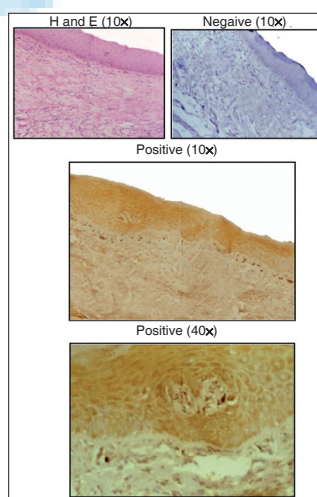 H and E (10×)
Negaive (10×)
Positive (10×)
Positive (40×)